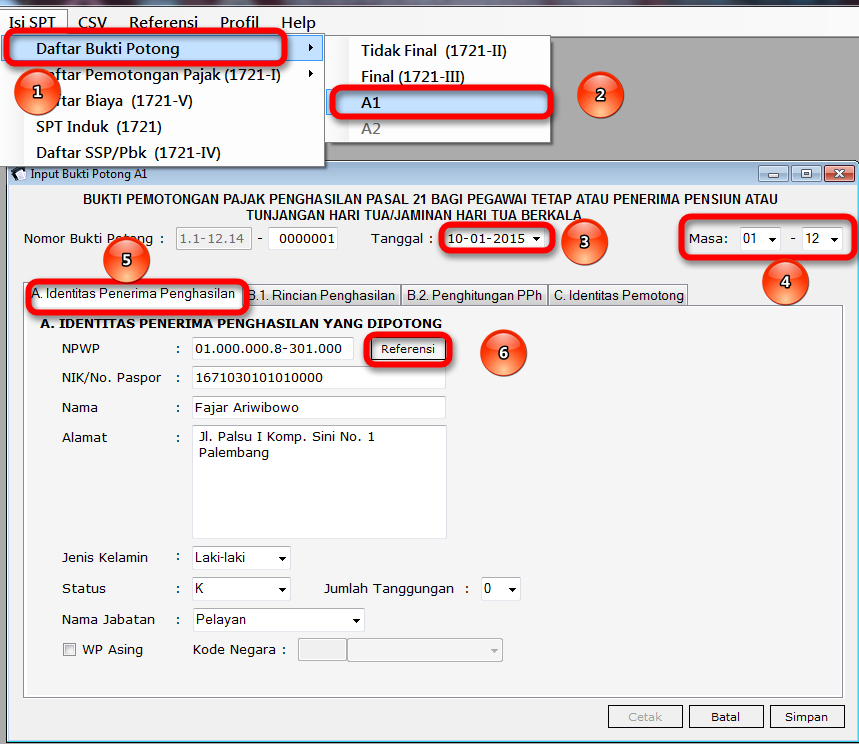 Isi SPT CSV Referensi Profil Help
Daftar Bukti Potong
Tidak Final (1721-II)
ftar Pemotongan Pajak (1721-I)
Final (1721-III)
1
2
tar Biaya (1721-V)
A1
SPT Induk (1721)
A2
Daftar SSP/Pbk (1721-IV)
Input Bukti Potong A1
BUKTI PEMOTONGAN PAJAK PENGHASILAN PASAL 21 BAGI PEGAWAI TETAP ATAU PENERIMA PENSIUN ATAU
TUNJANGAN HARI TUA/JAMINAN HARI TUA BERKALA
Nomor Bukti Potong : 1.1-12.14 - 0000001 Tanggal : 10-01-2015 Masa: 01 - 12
3
5
4
A. Identitas Penerima Penghasilan B.1. Rincian Penghasilan B.2. Penghitungan PPh C. Identitas Pemotong
A. IDENTITAS PENERIMA PENGHASILAN YANG DIPOTONG
NPWP : 01.000.000.8-301.000 Referensi
6
NIK/No. Paspor : 1671030101010000
Nama : Fajar Ariwibowo
Alamat : Jl. Palsu I Komp. Sini No. 1
Palembang
Jenis Kelamin : Laki-laki
Status : K Jumlah Tanggungan : 0
Nama Jabatan : Pelayan
WP Asing Kode Negara :
Cetak Batal Simpan